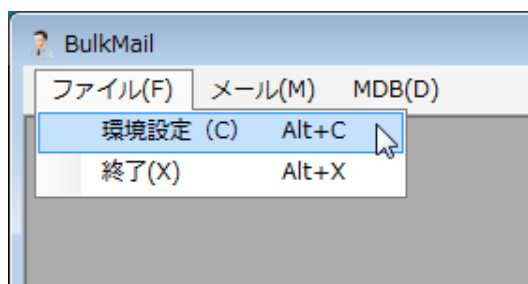 BulkMail
ファイル(F) メール(M) MDB(D)
環境設定（C） Alt+C
終了(X) Alt+X